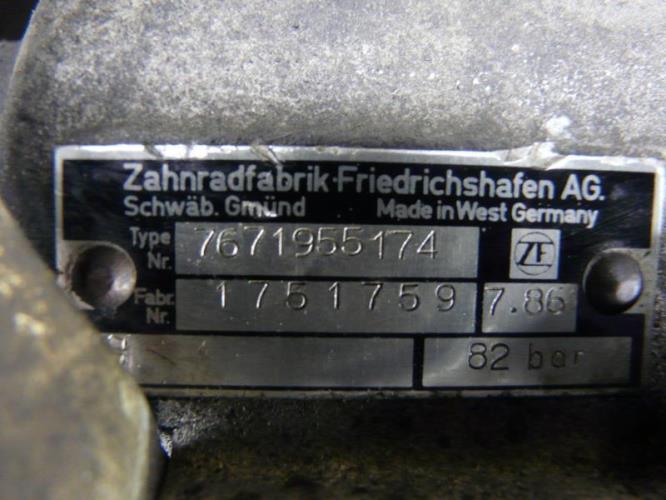 Zahnradfabrik Friedrichshafen AG.
Schwäb. Gmünd Made in West Germany
Type Nr. 7671955174 ZF
Fabr. Nr. 1751759 7.86
82 bar